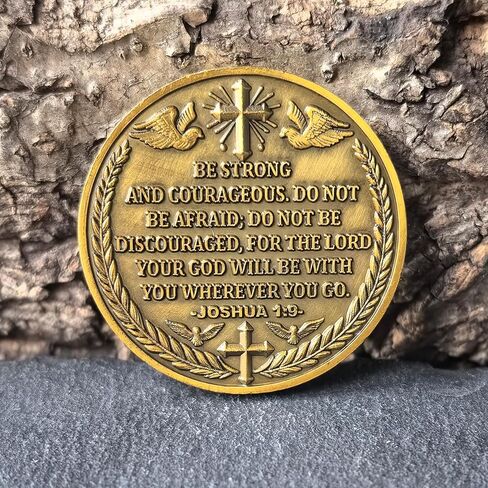 BE STRONG
AND COURAGEOUS. DO NOT
BE AFRAID; DO NOT BE
DISCOURAGED, FOR THE LORD
YOUR GOD WILL BE WITH
YOU WHEREVER YOU GO.
-JOSHUA 1:9-